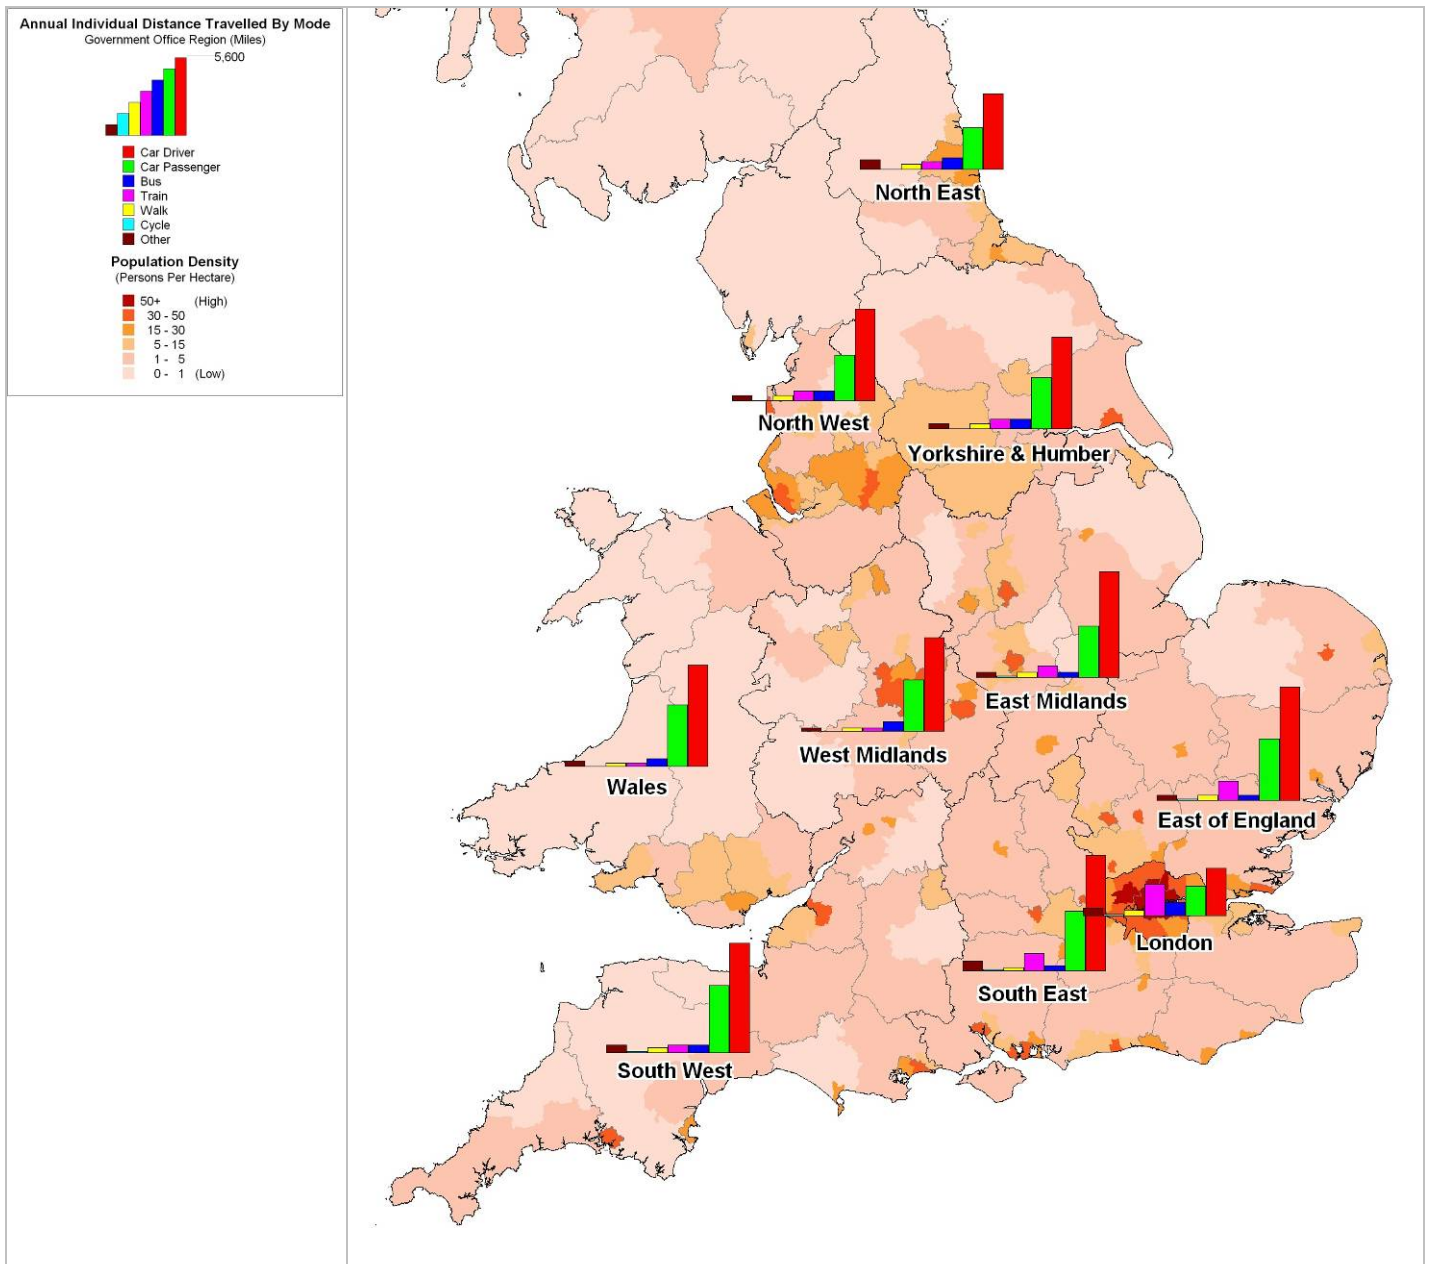 Annual Individual Distance Travelled By Mode
Government Office Region (Miles)
5,600
Car Driver
Car Passenger
Bus
Train
Walk
Cycle
Other
Population Density
(Persons Per Hectare)
50+ (High)
30 - 50
15 - 30
5 - 15
1 - 5
0 - 1 (Low)
North East
North West
Yorkshire & Humber
East Midlands
West Midlands
Wales
East of England
London
South East
South West